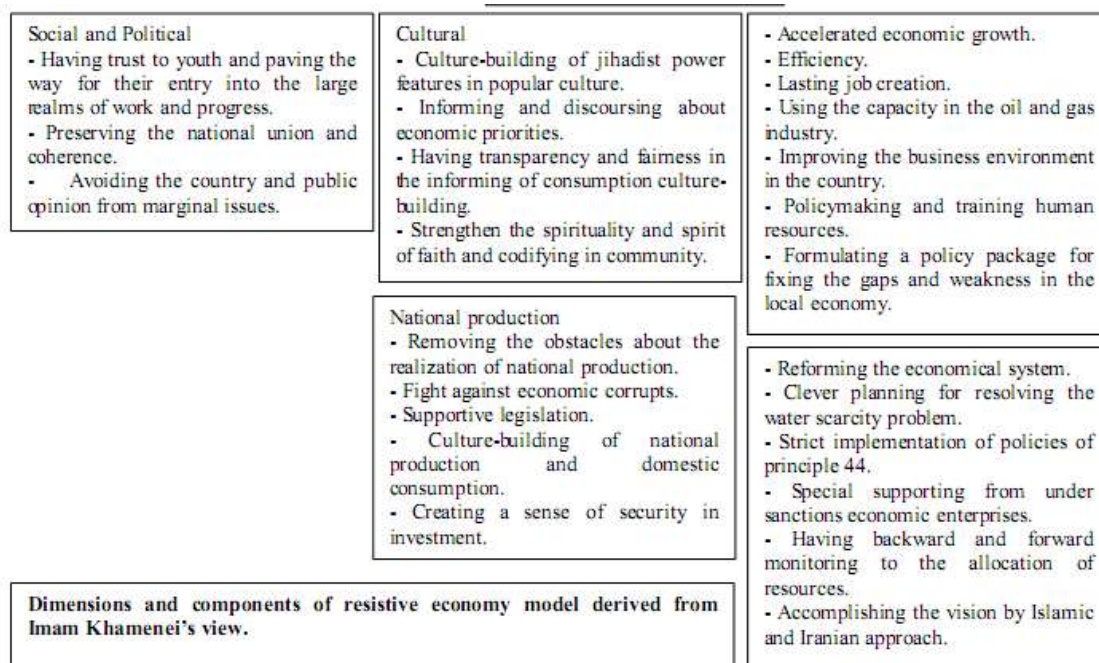 Social and Political
- Having trust to youth and paving the
way for their entry into the large
realms of work and progress.
- Preserving the national union and
coherence.
- Avoiding the country and public
opinion from marginal issues.
Cultural
- Culture-building of jihadist power
features in popular culture.
- Informing and discoursing about
economic priorities.
- Having transparency and fairness in
the informing of consumption culture-
building.
- Strengthen the spirituality and spirit
of faith and codifying in community.
- Accelerated economic growth.
- Efficiency.
- Lasting job creation.
- Using the capacity in the oil and gas
industry.
- Improving the business environment
in the country.
- Policymaking and training human
resources.
- Formulating a policy package for
fixing the gaps and weakness in the
local economy.
National production
- Removing the obstacles about the
realization of national production.
- Fight against economic corrupts.
- Supportive legislation.
- Culture-building of national
production and domestic
consumption.
- Creating a sense of security in
investment.
- Reforming the economical system.
- Clever planning for resolving the
water scarcity problem.
- Strict implementation of policies of
principle 44.
- Special supporting from under
sanctions economic enterprises.
- Having backward and forward
monitoring to the allocation of
resources.
- Accomplishing the vision by Islamic
and Iranian approach.
Dimensions and components of resistive economy model derived from
Imam Khamenei's view.